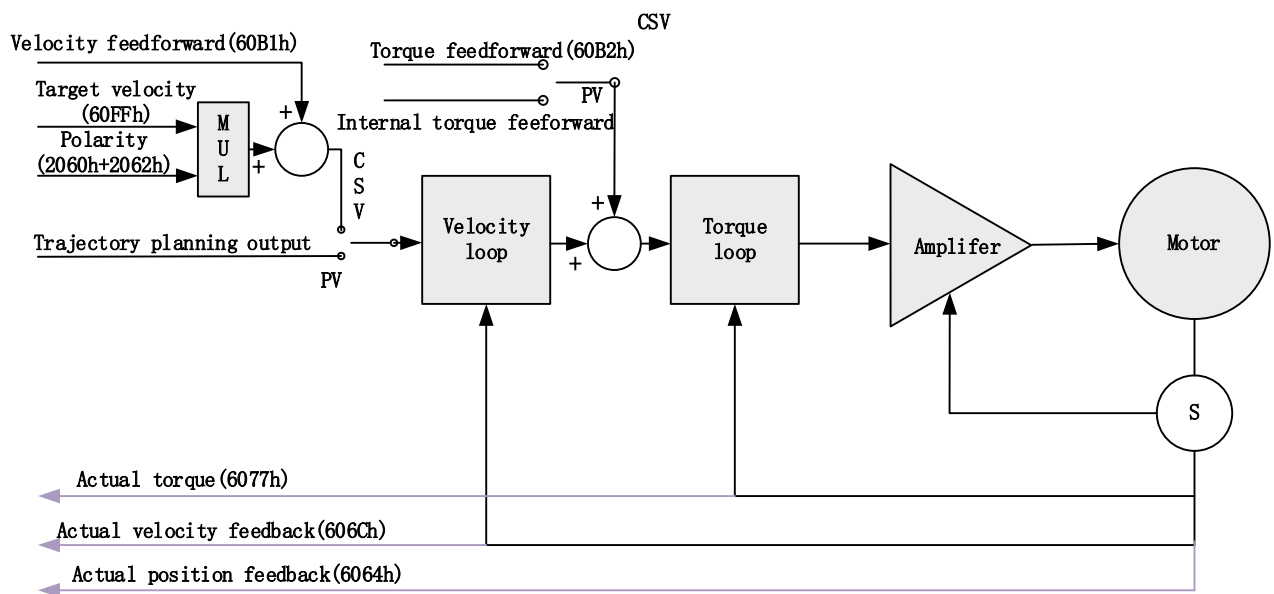 CSV
Velocity feedforward(60B1h)
Torque feedforward(60B2h)
Target velocity
(60FFh)
PV
+
M
U
L
Internal torque feeforward
Polarity
(2060h+2062h)
+
C
S
V
+
Velocity
loop
Torque
loop
Amplifer
Motor
Trajectory planning output
+
PV
S
Actual torque(6077h)
Actual velocity feedback(606Ch)
Actual position feedback(6064h)